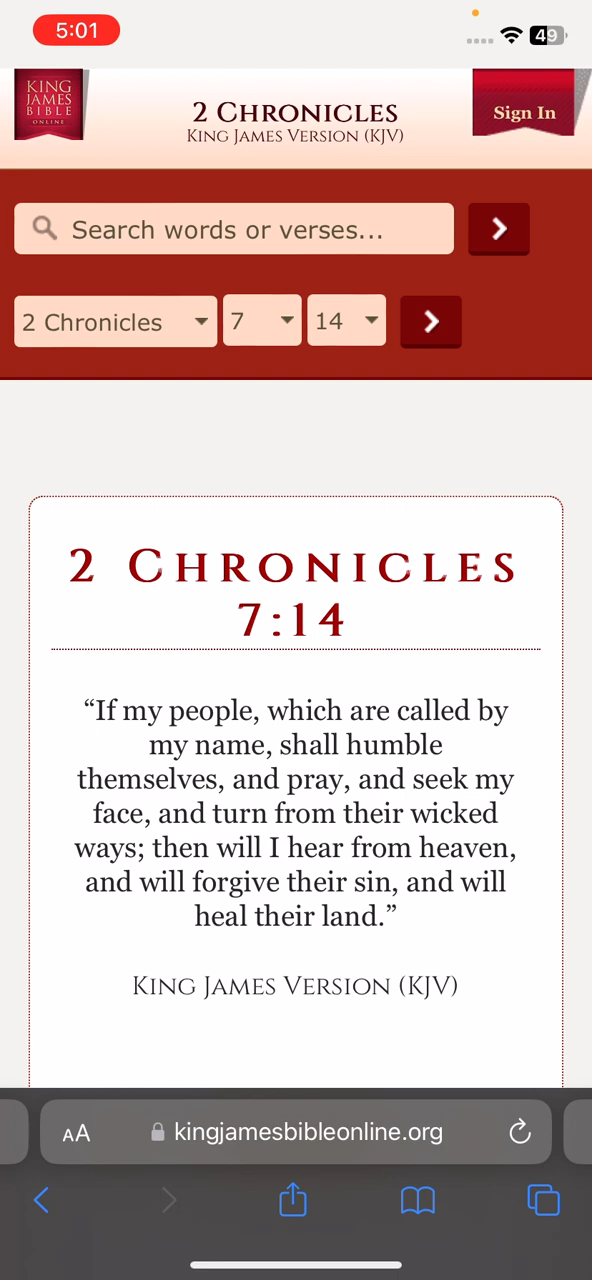 5:01
49
KING
JAMES
BIBLE
ONLINE
2 CHRONICLES
KING JAMES VERSION (KJV)
Sign In
Search words or verses...
2 Chronicles 7 14
2 CHRONICLES
7:14
“If my people, which are called by
my name, shall humble
themselves, and pray, and seek my
face, and turn from their wicked
ways; then will I hear from heaven,
and will forgive their sin, and will
heal their land.”
KING JAMES VERSION (KJV)
AA kingjamesbibleonline.org